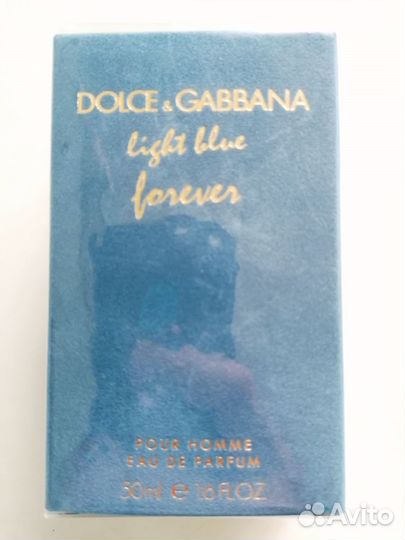 DOLCE & GABBANA
light blue
forever
POUR HOMME
EAU DE PARFUM
50ml ℮ 1.6 FL.OZ.
Avito